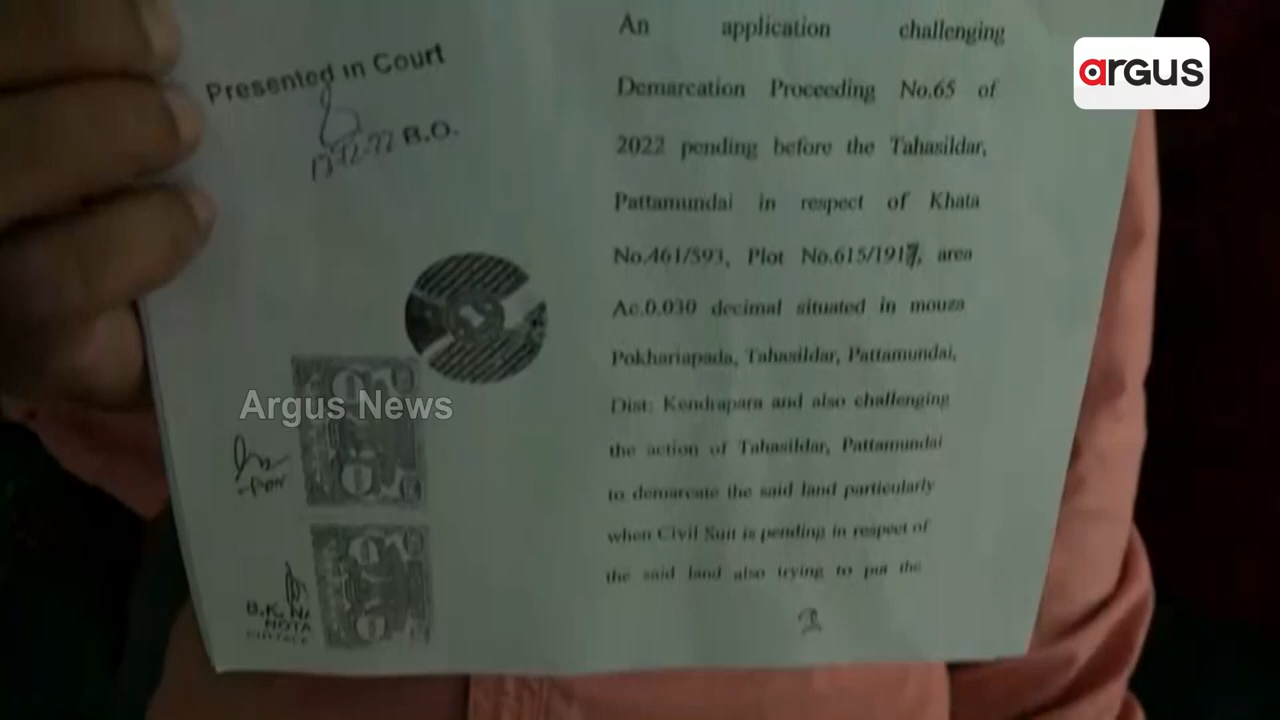 argus
Presented in Court
B.O.
An application challenging
Demarcation Proceeding No.65 of
2022 pending before the Tahasildar,
Pattamundai in respect of Khata
No.461/593, Plot No.615/1917, area
Ac.0.030 decimal situated in mouza
Pokhariapada, Tahasildar, Pattamundai,
Dist: Kendrapara and also challenging
the action of Tahasildar, Pattamundai
to demarcate the said land particularly
when Civil Suit is pending in respect of
the said land also trying to put the
Argus News
B.K. NA
NOTA